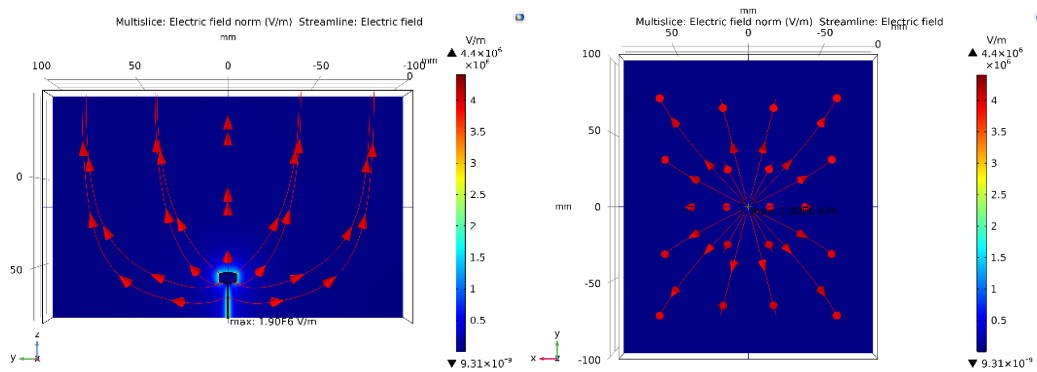 Multislice: Electric field norm (V/m)  Streamline: Electric field
mm
100 50 0 -50 -100 mm
0
0
50
max: 1.90E6 V/m
z
y x
V/m
▲ 4.4×10⁶
×10⁶
4
3.5
3
2.5
2
1.5
1
0.5
▼ 9.31×10⁻⁹
Multislice: Electric field norm (V/m)  Streamline: Electric field
mm
50 0 -50 mm
0
100
50
mm 0
-50
-100
y
x z
V/m
▲ 4.4×10⁶
×10⁶
4
3.5
3
2.5
2
1.5
1
0.5
▼ 9.31×10⁻⁹